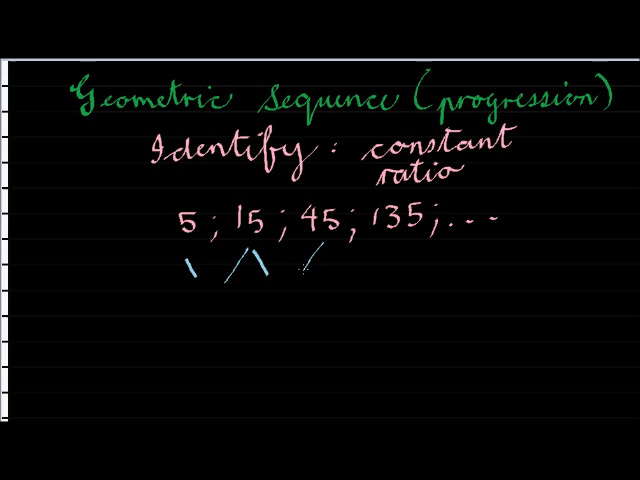 Geometric sequence (progression)
Identify : constant
ratio
5 ; 15 ; 45 ; 135 ; ...